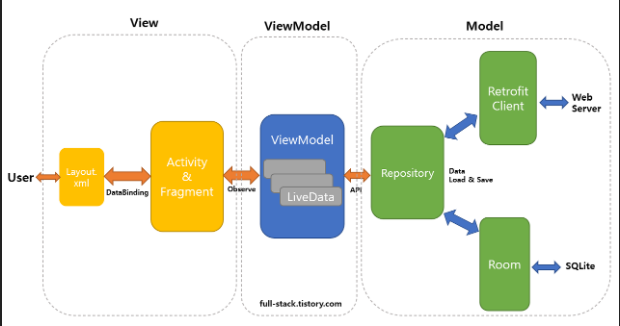 View
ViewModel
Model
User
Layout.
xml
DataBinding
Activity
&
Fragment
Observe
ViewModel
LiveData
API
Repository
Data
Load & Save
Retrofit
Client
Web
Server
Room
SQLite
full-stack.tistory.com